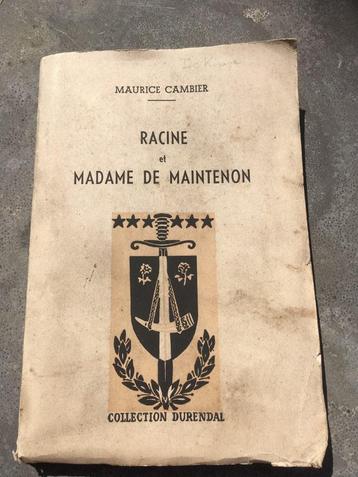 MAURICE CAMBIER
RACINE
et
MADAME DE MAINTENON
COLLECTION DURENDAL